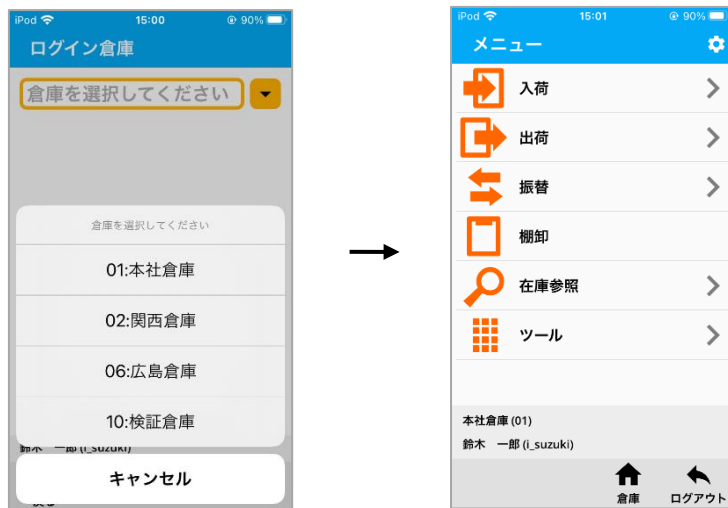 iPod 15:00 90%
ログイン倉庫
倉庫を選択してください
倉庫を選択してください
01:本社倉庫
02:関西倉庫
06:広島倉庫
10:検証倉庫
鈴木 一郎 (i_suzuki)
キャンセル
戻る
iPod 15:01 90%
メニュー
入荷
出荷
振替
棚卸
在庫参照
ツール
本社倉庫 (01)
鈴木 一郎 (i_suzuki)
倉庫 ログアウト